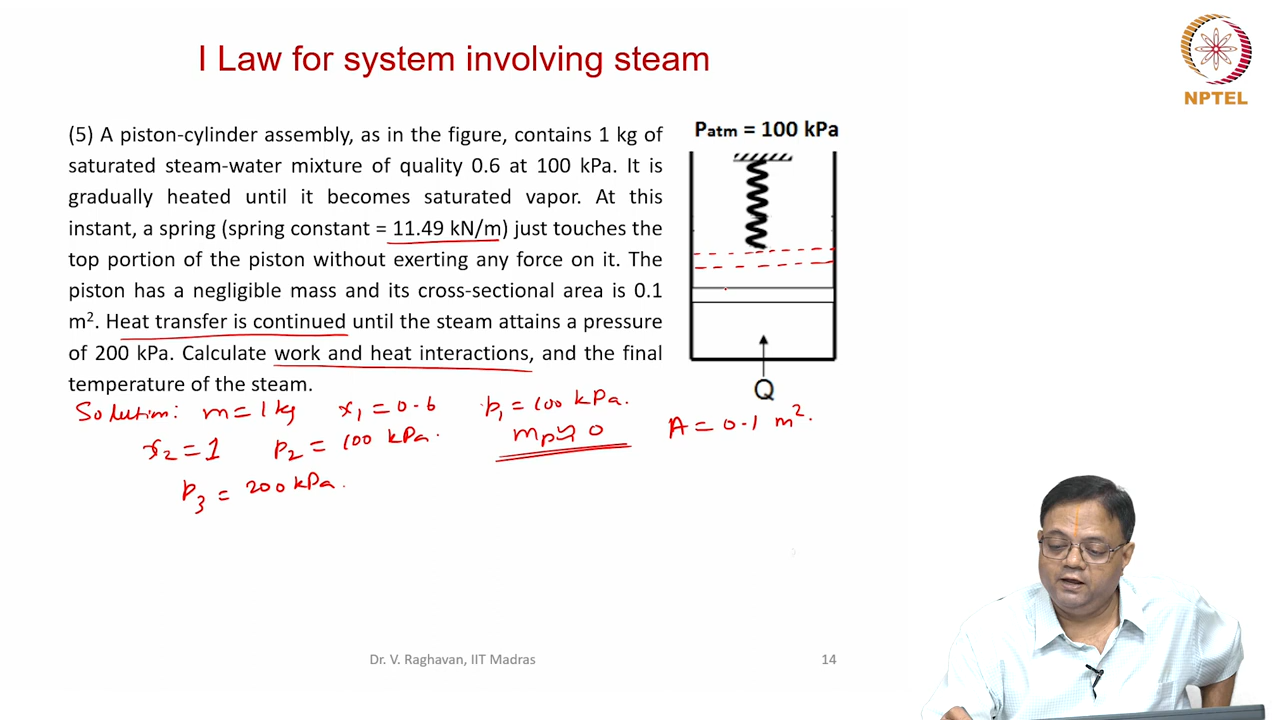 I Law for system involving steam
NPTEL
(5) A piston-cylinder assembly, as in the figure, contains 1 kg of
saturated steam-water mixture of quality 0.6 at 100 kPa. It is
gradually heated until it becomes saturated vapor. At this
instant, a spring (spring constant = 11.49 kN/m) just touches the
top portion of the piston without exerting any force on it. The
piston has a negligible mass and its cross-sectional area is 0.1
m². Heat transfer is continued until the steam attains a pressure
of 200 kPa. Calculate work and heat interactions, and the final
temperature of the steam.
Patm = 100 kPa
Q
Solution: m = 1 kg x₁ = 0.6 p₁ = 100 kPa.
x₂ = 1 p₂ = 100 kPa. mp ≈ 0 A = 0.1 m².
p₃ = 200 kPa.
Dr. V. Raghavan, IIT Madras
14